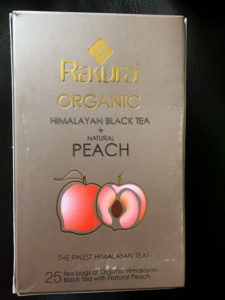 Rakura
ORGANIC
HIMALAYAN BLACK TEA
+
NATURAL
PEACH
THE FINEST HIMALAYAN TEAS
25 tea bags of Organic Himalayan
Black Tea with Natural Peach